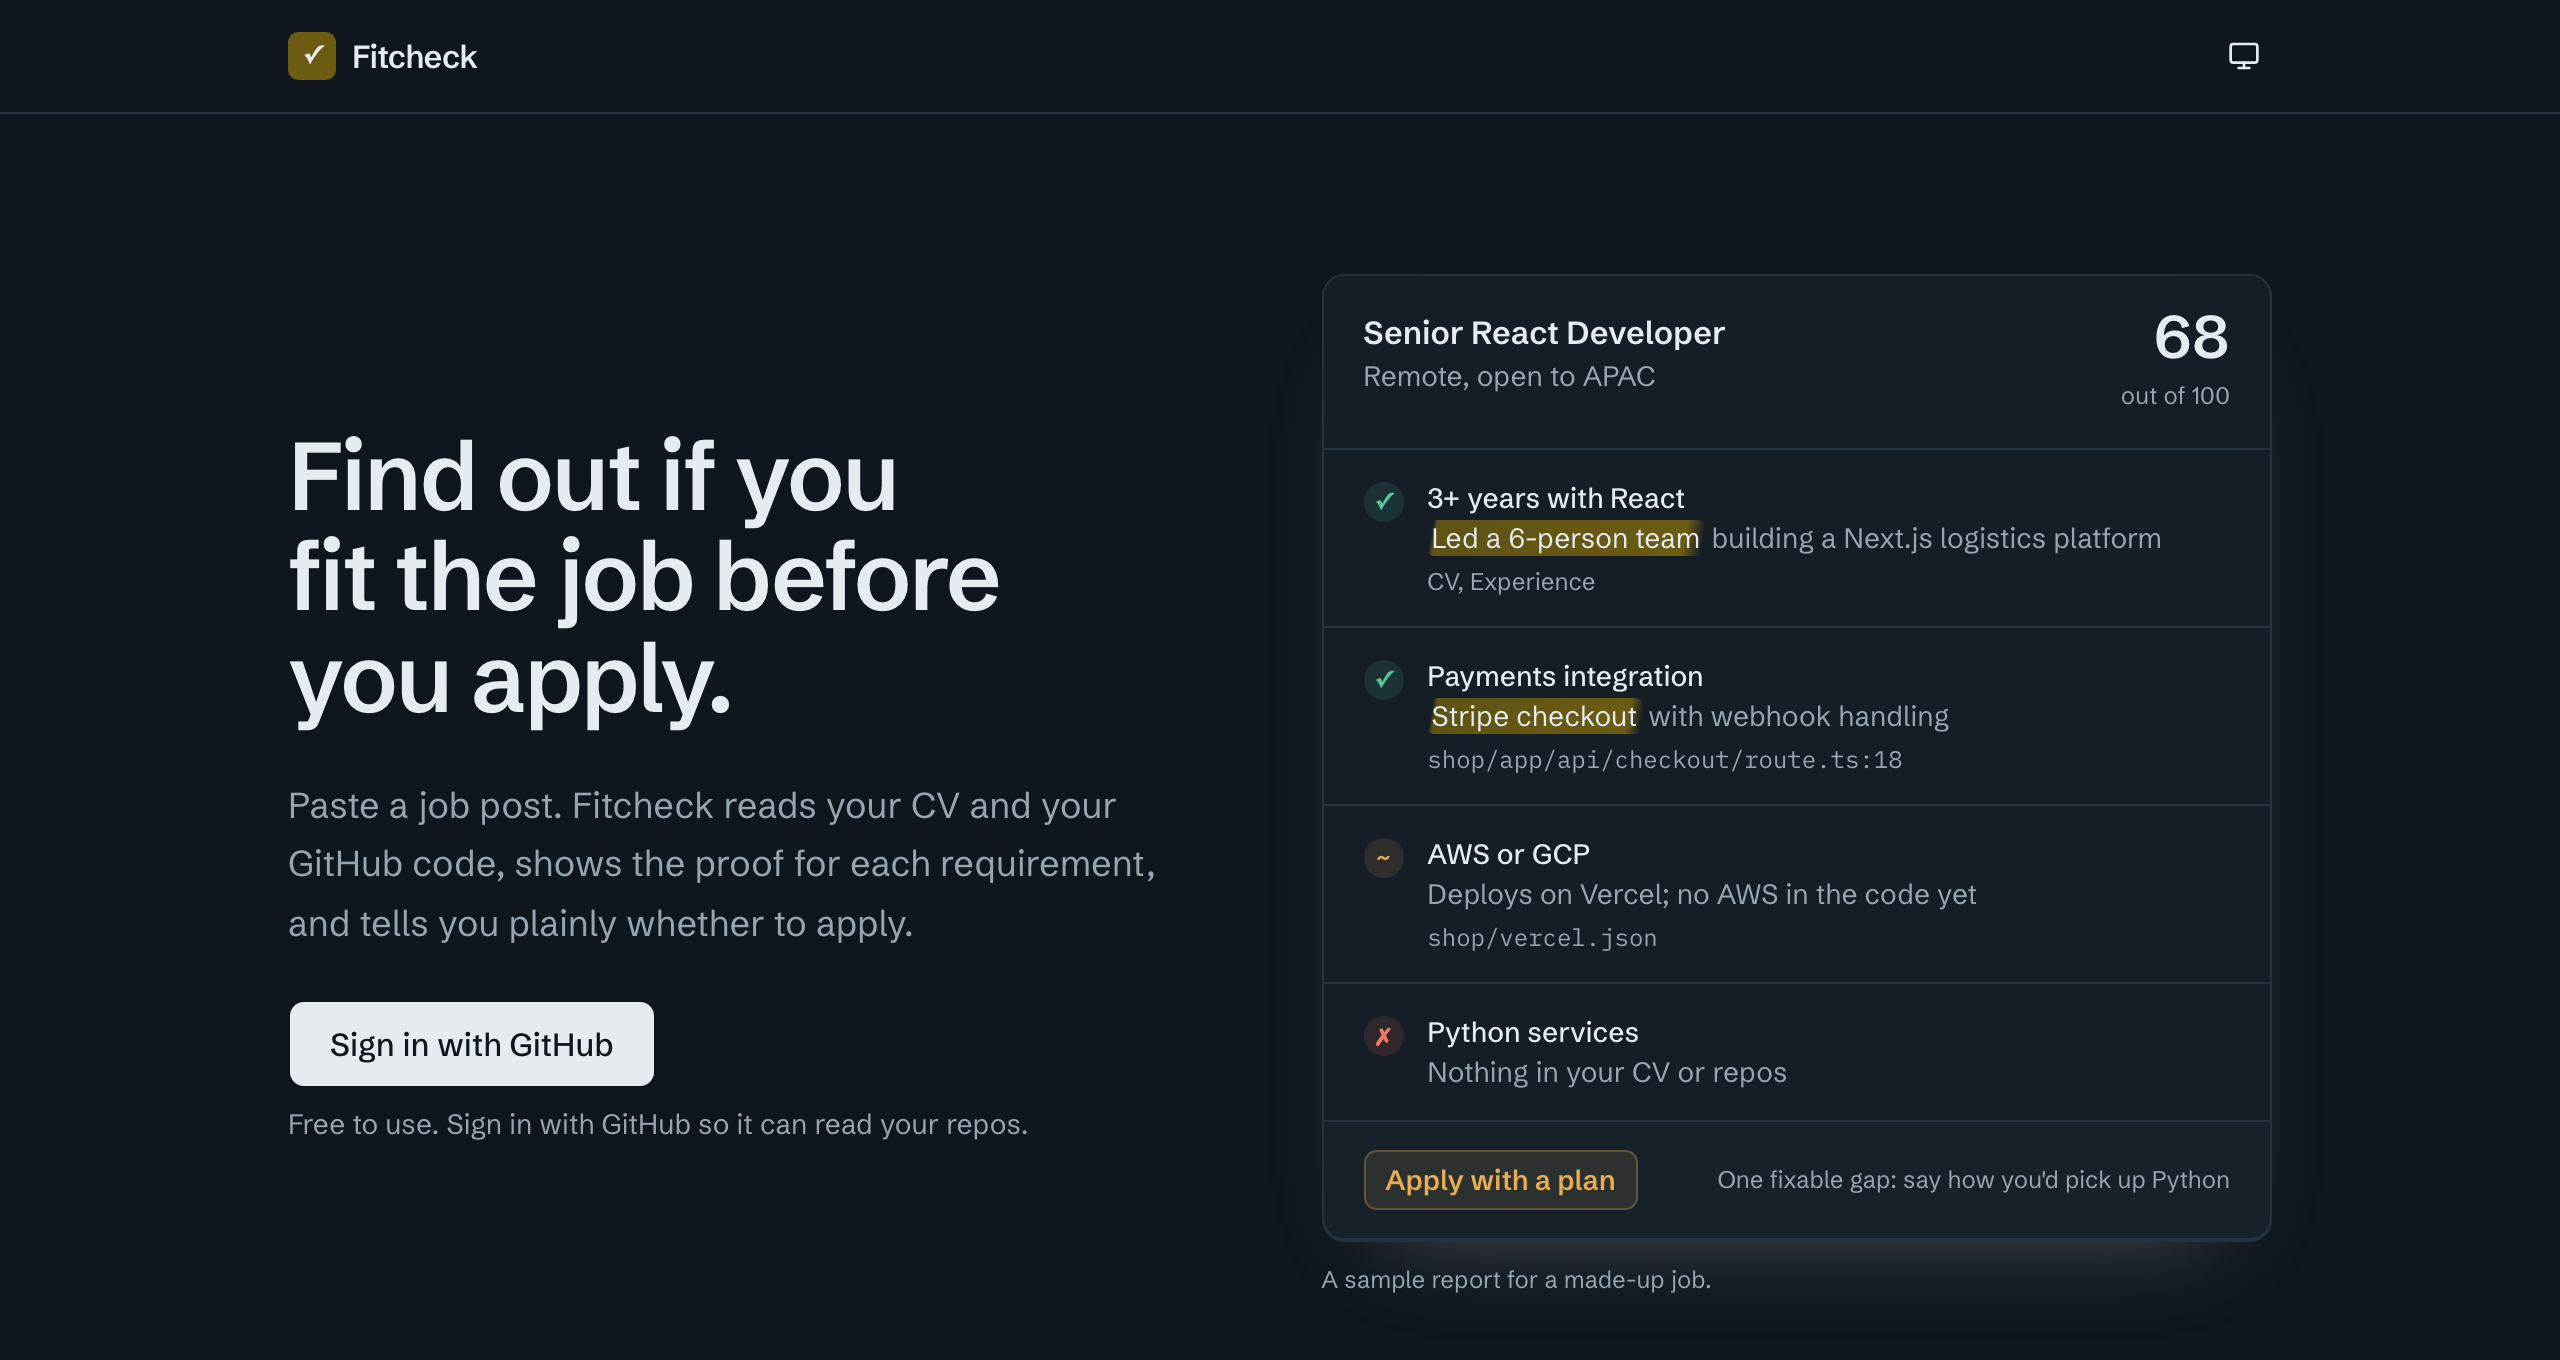 ✓ Fitcheck
Find out if you
fit the job before
you apply.
Paste a job post. Fitcheck reads your CV and your
GitHub code, shows the proof for each requirement,
and tells you plainly whether to apply.
Sign in with GitHub
Free to use. Sign in with GitHub so it can read your repos.
Senior React Developer
Remote, open to APAC
68
out of 100
✓ 3+ years with React
Led a 6-person team building a Next.js logistics platform
CV, Experience
✓ Payments integration
Stripe checkout with webhook handling
shop/app/api/checkout/route.ts:18
~ AWS or GCP
Deploys on Vercel; no AWS in the code yet
shop/vercel.json
✗ Python services
Nothing in your CV or repos
Apply with a plan
One fixable gap: say how you'd pick up Python
A sample report for a made-up job.